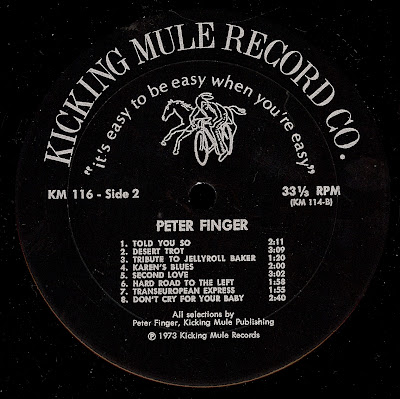 KICKING MULE RECORD CO.
"it's easy to be easy when you're easy"
KM 116 - Side 2
33⅓ RPM
(KM 114-B)
PETER FINGER
1. TOLD YOU SO 2:11
2. DESERT TROT 3:09
3. TRIBUTE TO JELLYROLL BAKER 1:20
4. KAREN'S BLUES 2:00
5. SECOND LOVE 3:02
6. HARD ROAD TO THE LEFT 1:58
7. TRANSEUROPEAN EXPRESS 1:55
8. DON'T CRY FOR YOUR BABY 2:40
All selections by
Peter Finger, Kicking Mule Publishing
℗ 1973 Kicking Mule Records